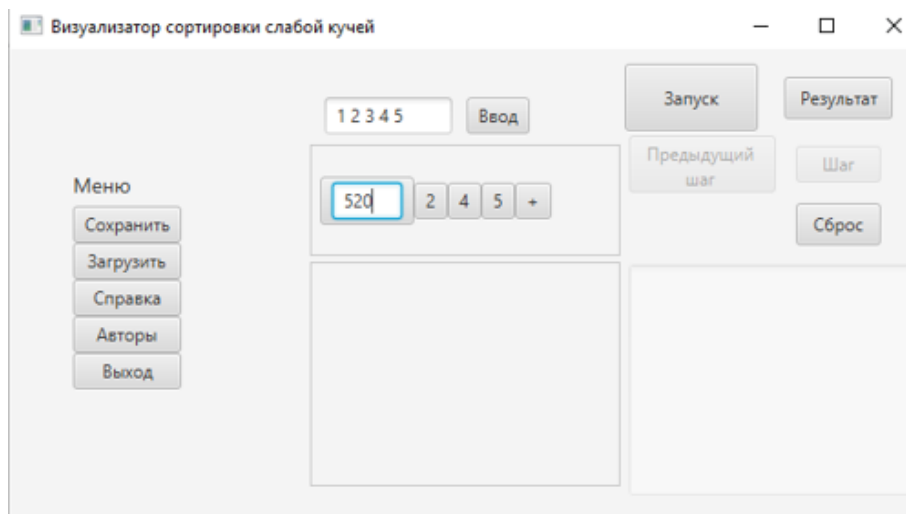 Визуализатор сортировки слабой кучей
1 2 3 4 5
Ввод
Запуск
Результат
Предыдущий
шаг
Шаг
Сброс
Меню
Сохранить
Загрузить
Справка
Авторы
Выход
520 2 4 5 +